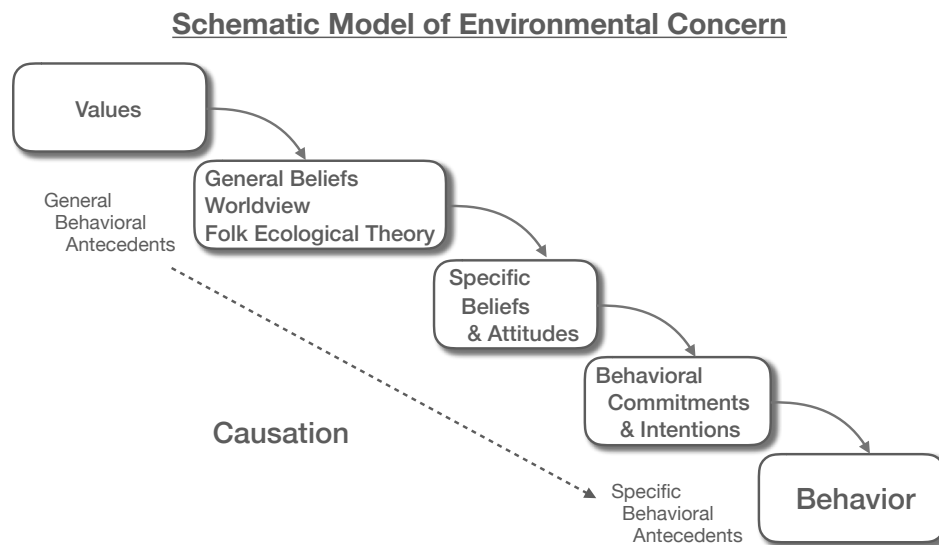 Schematic Model of Environmental Concern
Values
General Beliefs
Worldview
Folk Ecological Theory
General
Behavioral
Antecedents
Specific
Beliefs
& Attitudes
Behavioral
Commitments
& Intentions
Causation
Behavior
Specific
Behavioral
Antecedents